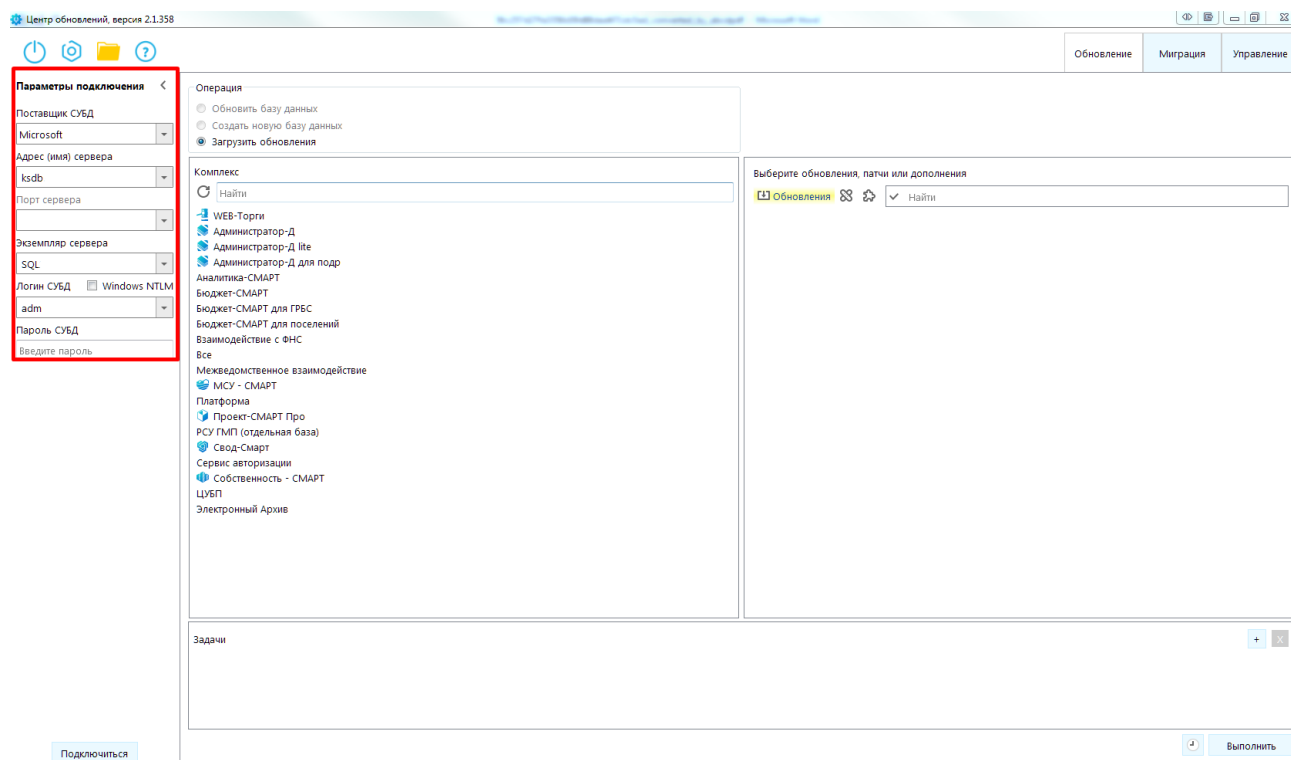 Центр обновлений, версия 2.1.358
Обновление
Миграция
Управление
Параметры подключения
Поставщик СУБД
Microsoft
Адрес (имя) сервера
ksdb
Порт сервера
Экземпляр сервера
SQL
Логин СУБД Windows NTLM
adm
Пароль СУБД
Введите пароль
Подключиться
Операция
Обновить базу данных
Создать новую базу данных
Загрузить обновления
Комплекс
Найти
WEB-Торги
Администратор-Д
Администратор-Д lite
Администратор-Д для подр
Аналитика-СМАРТ
Бюджет-СМАРТ
Бюджет-СМАРТ для ГРБС
Бюджет-СМАРТ для поселений
Взаимодействие с ФНС
Все
Межведомственное взаимодействие
МСУ - СМАРТ
Платформа
Проект-СМАРТ Про
РСУ ГМП (отдельная база)
Свод-Смарт
Сервис авторизации
Собственность - СМАРТ
ЦУБП
Электронный Архив
Выберите обновления, патчи или дополнения
Обновления
Найти
Задачи
+ X
Выполнить